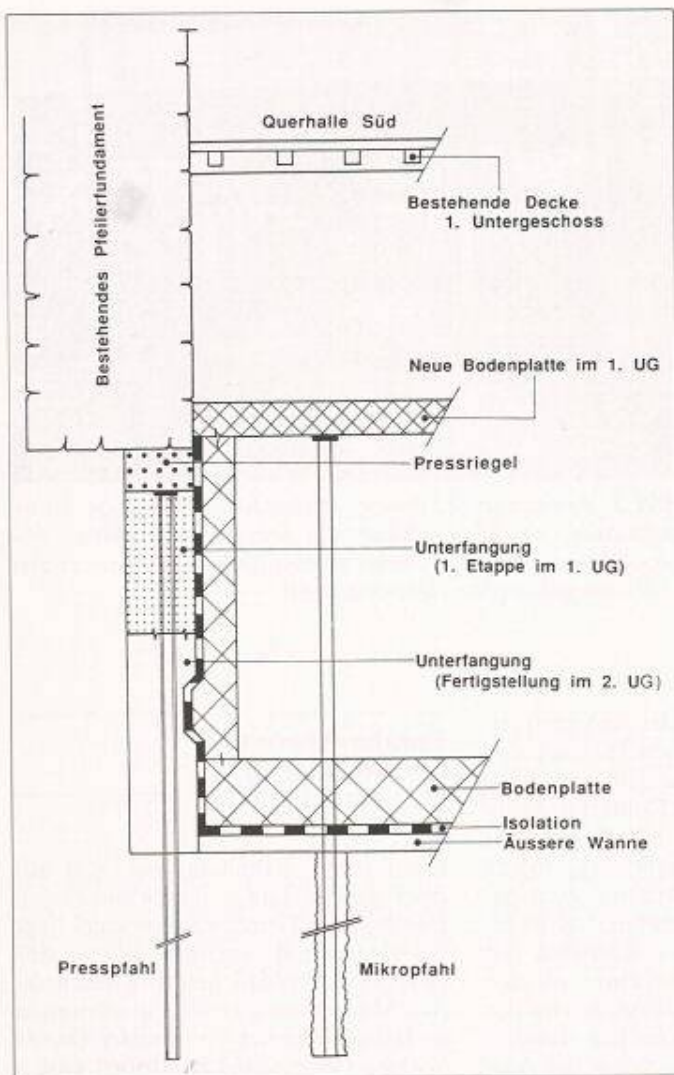 Querhalle Süd
Bestehende Decke
1. Untergeschoss
Bestehendes Pfeilerfundament
Neue Bodenplatte im 1. UG
Pressriegel
Unterfangung
(1. Etappe im 1. UG)
Unterfangung
(Fertigstellung im 2. UG)
Bodenplatte
Isolation
Äussere Wanne
Presspfahl
Mikropfahl